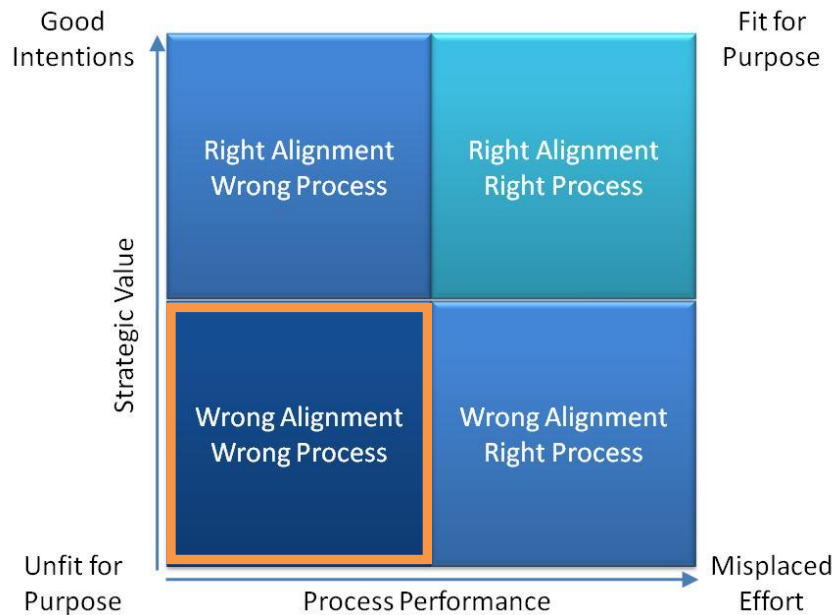 Good
Intentions
Fit for
Purpose
Right Alignment
Wrong Process
Right Alignment
Right Process
Strategic Value
Wrong Alignment
Wrong Process
Wrong Alignment
Right Process
Unfit for
Purpose
Process Performance
Misplaced
Effort